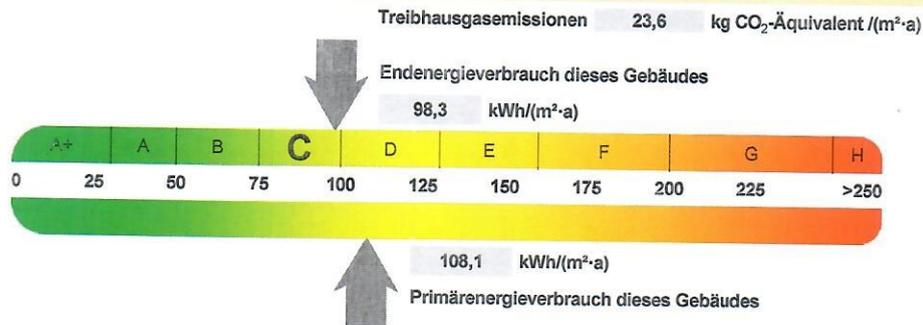 Treibhausgasemissionen 23,6 kg CO₂-Äquivalent /(m²·a)
Endenergieverbrauch dieses Gebäudes
98,3 kWh/(m²·a)
A+ A B C D E F G H
0 25 50 75 100 125 150 175 200 225 >250
108,1 kWh/(m²·a)
Primärenergieverbrauch dieses Gebäudes